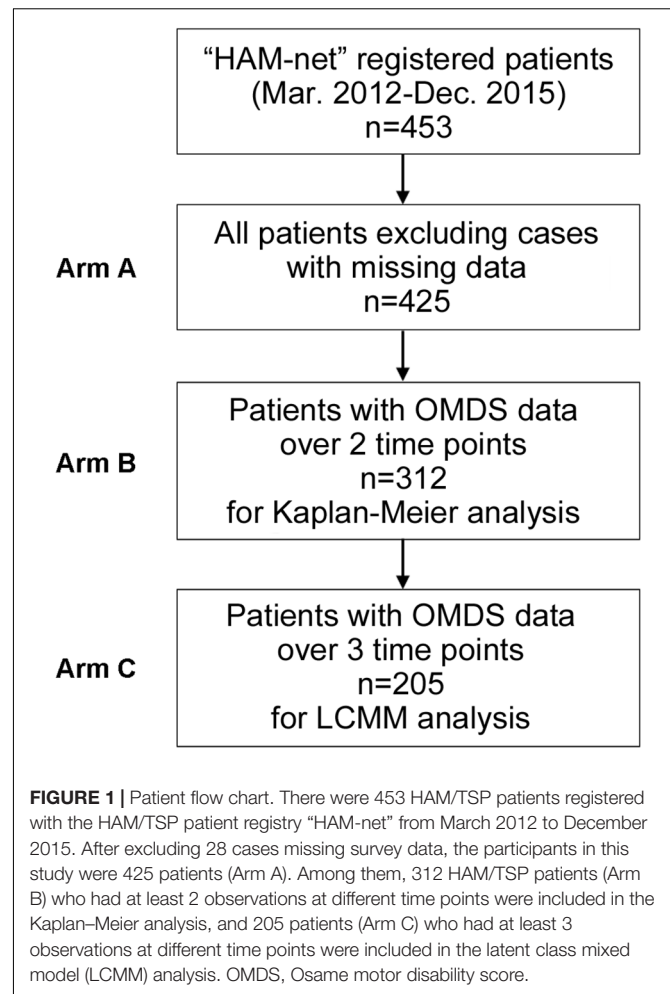 “HAM-net” registered patients
(Mar. 2012-Dec. 2015)
n=453
Arm A
All patients excluding cases
with missing data
n=425
Arm B
Patients with OMDS data
over 2 time points
n=312
for Kaplan-Meier analysis
Arm C
Patients with OMDS data
over 3 time points
n=205
for LCMM analysis
FIGURE 1 | Patient flow chart. There were 453 HAM/TSP patients registered
with the HAM/TSP patient registry “HAM-net” from March 2012 to December
2015. After excluding 28 cases missing survey data, the participants in this
study were 425 patients (Arm A). Among them, 312 HAM/TSP patients (Arm
B) who had at least 2 observations at different time points were included in the
Kaplan–Meier analysis, and 205 patients (Arm C) who had at least 3
observations at different time points were included in the latent class mixed
model (LCMM) analysis. OMDS, Osame motor disability score.